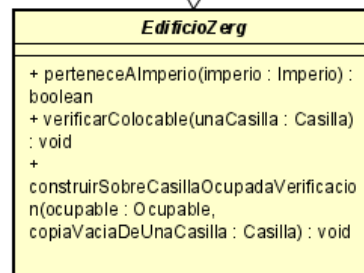 EdificioZerg
+ perteneceAImperio(imperio : Imperio) :
boolean
+ verificarColocable(unaCasilla : Casilla)
: void
+
construirSobreCasillaOcupadaVerificacio
n(ocupable : Ocupable,
copiaVaciaDeUnaCasilla : Casilla) : void